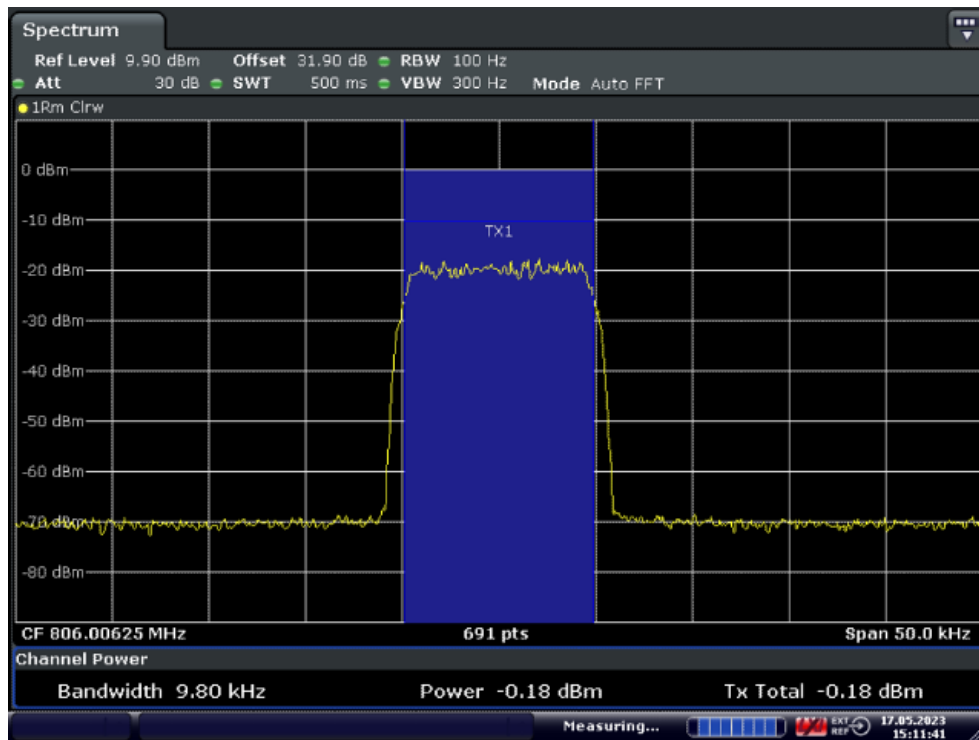 Spectrum
Ref Level 9.90 dBm Offset 31.90 dB RBW 100 Hz
Att 30 dB SWT 500 ms VBW 300 Hz Mode Auto FFT
1Rm Clrw
0 dBm
-10 dBm
TX1
-20 dBm
-30 dBm
-40 dBm
-50 dBm
-60 dBm
-70 dBm
-80 dBm
CF 806.00625 MHz 691 pts Span 50.0 kHz
Channel Power
Bandwidth 9.80 kHz Power -0.18 dBm Tx Total -0.18 dBm
Measuring... EXT REF 17.05.2023
15:11:41